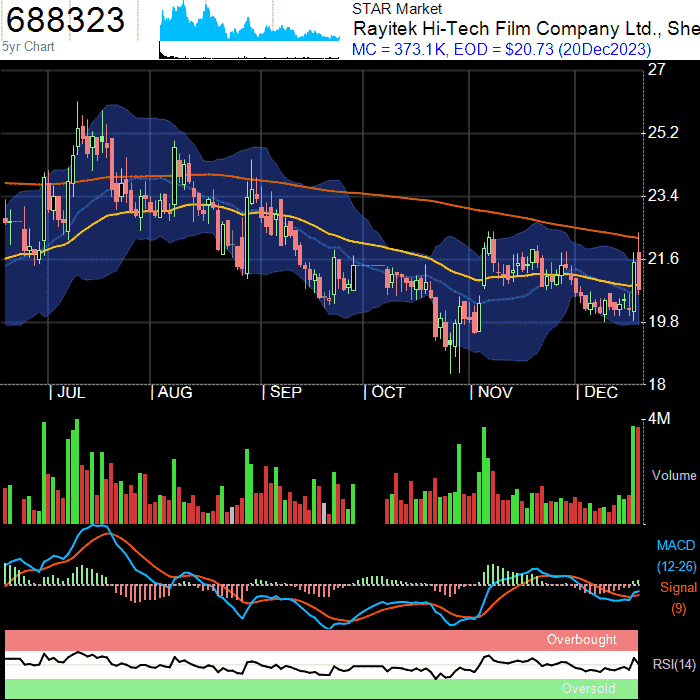 688323
5yr Chart
STAR Market
Rayitek Hi-Tech Film Company Ltd., She
MC = 373.1K, EOD = $20.73 (20Dec2023)
27
25.2
23.4
21.6
19.8
18
| JUL | AUG | SEP | OCT | NOV | DEC
4M
Volume
MACD
(12-26)
Signal
(9)
Overbought
RSI(14)
Oversold